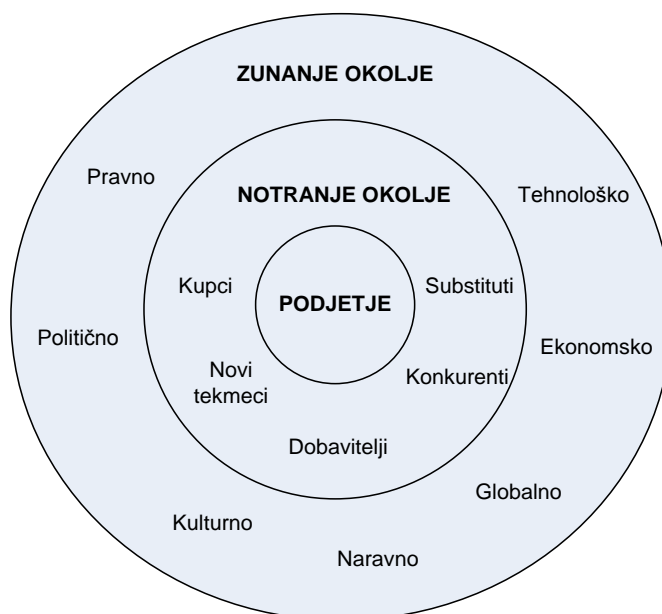 ZUNANJE OKOLJE
Pravno
Tehnološko
NOTRANJE OKOLJE
Kupci
Substituti
PODJETJE
Politično
Ekonomsko
Novi
tekmeci
Konkurenti
Dobavitelji
Globalno
Kulturno
Naravno